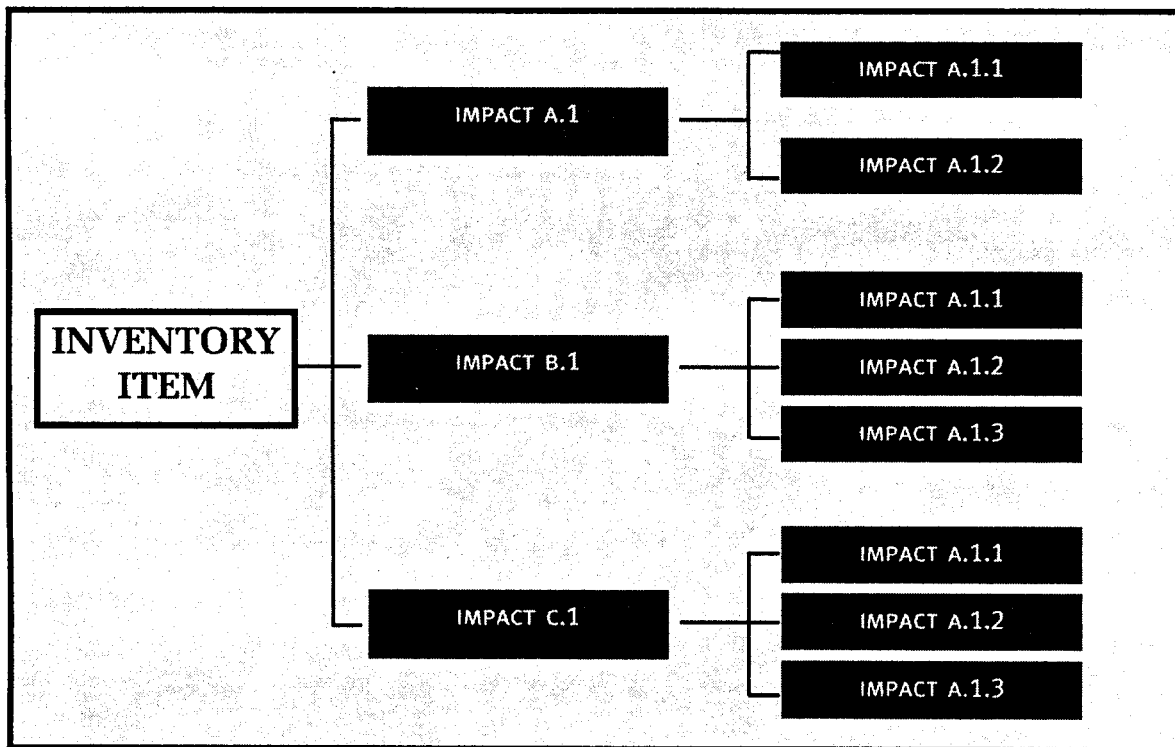 INVENTORY
ITEM
IMPACT A.1
IMPACT A.1.1
IMPACT A.1.2
IMPACT B.1
IMPACT A.1.1
IMPACT A.1.2
IMPACT A.1.3
IMPACT C.1
IMPACT A.1.1
IMPACT A.1.2
IMPACT A.1.3